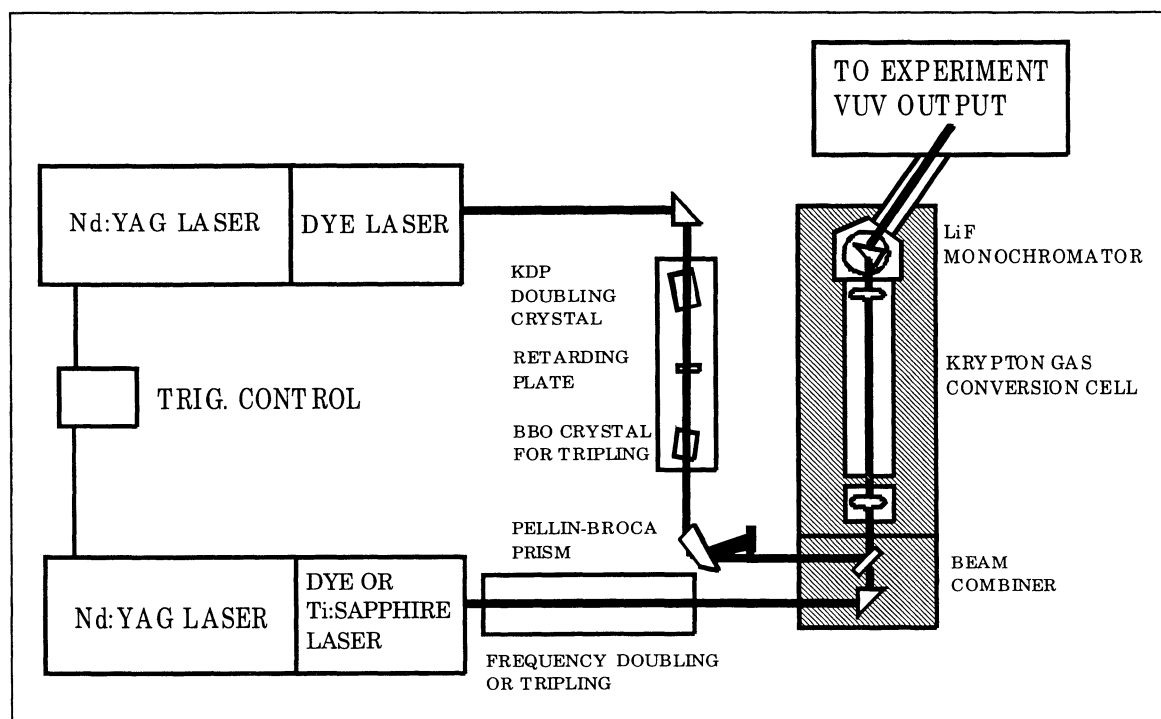 TO EXPERIMENT
VUV OUTPUT
Nd:YAG LASER
DYE LASER
LiF
MONOCHROMATOR
KDP
DOUBLING
CRYSTAL
RETARDING
PLATE
KRYPTON GAS
CONVERSION CELL
TRIG. CONTROL
BBO CRYSTAL
FOR TRIPLING
PELLIN-BROCA
PRISM
BEAM
COMBINER
Nd:YAG LASER
DYE OR
Ti:SAPPHIRE
LASER
FREQUENCY DOUBLING
OR TRIPLING